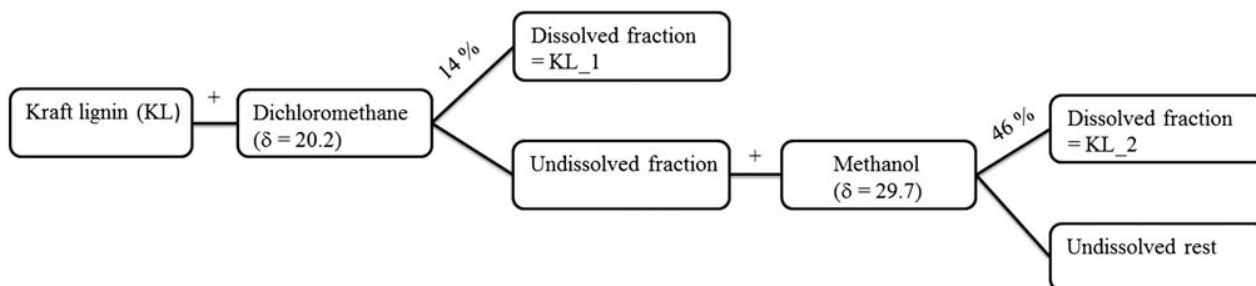 Kraft lignin (KL)
+
Dichloromethane
(δ = 20.2)
14 %
Dissolved fraction
= KL_1
Undissolved fraction
+
Methanol
(δ = 29.7)
46 %
Dissolved fraction
= KL_2
Undissolved rest